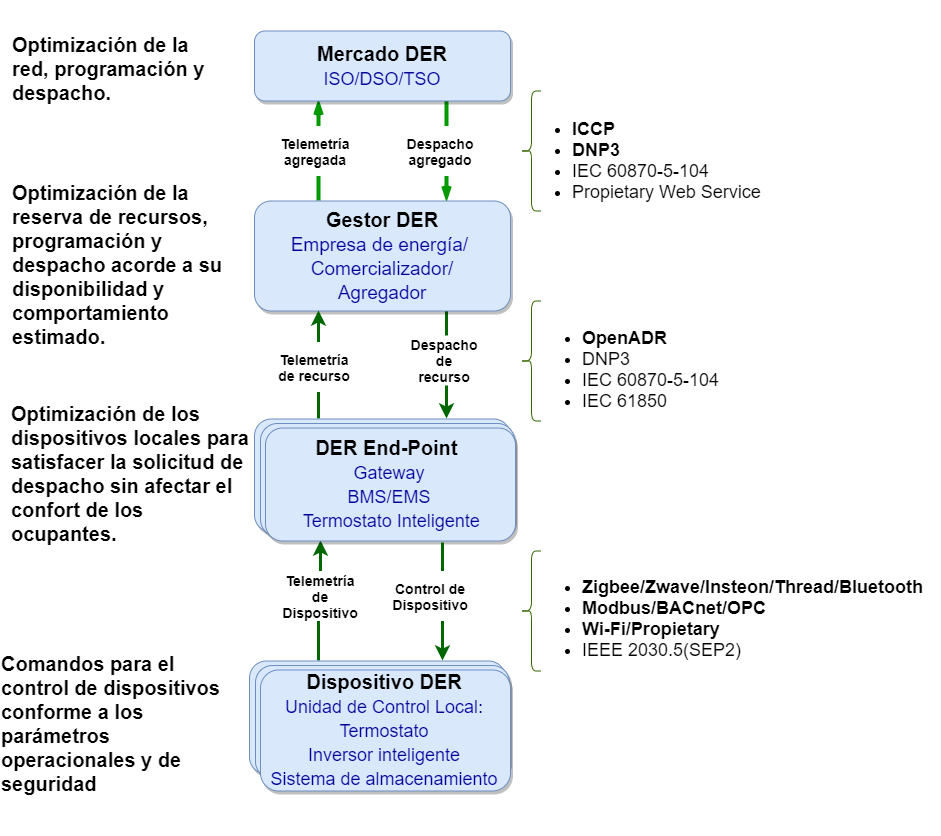 Optimización de la
red, programación y
despacho.
Mercado DER
ISO/DSO/TSO
Telemetría
agregada
Despacho
agregado
• ICCP
• DNP3
• IEC 60870-5-104
• Propietary Web Service
Optimización de la
reserva de recursos,
programación y
despacho acorde a su
disponibilidad y
comportamiento
estimado.
Gestor DER
Empresa de energía/
Comercializador/
Agregador
Telemetría
de recurso
Despacho
de
recurso
• OpenADR
• DNP3
• IEC 60870-5-104
• IEC 61850
Optimización de los
dispositivos locales para
satisfacer la solicitud de
despacho sin afectar el
confort de los
ocupantes.
DER End-Point
Gateway
BMS/EMS
Termostato Inteligente
Telemetría
de
Dispositivo
Control de
Dispositivo
• Zigbee/Zwave/Insteon/Thread/Bluetooth
• Modbus/BACnet/OPC
• Wi-Fi/Propietary
• IEEE 2030.5(SEP2)
Comandos para el
control de dispositivos
conforme a los
parámetros
operacionales y de
seguridad
Dispositivo DER
Unidad de Control Local:
Termostato
Inversor inteligente
Sistema de almacenamiento